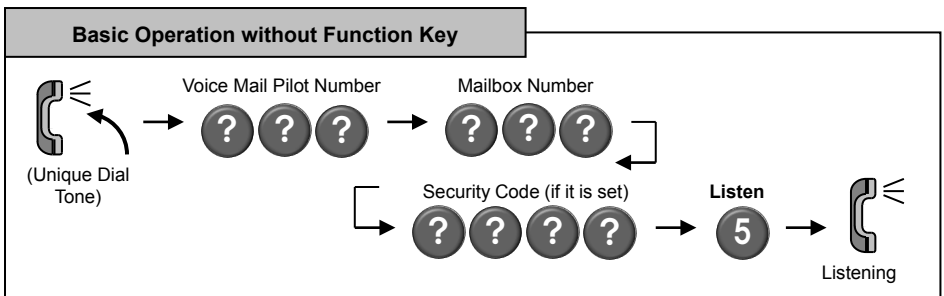 Basic Operation without Function Key
Voice Mail Pilot Number
Mailbox Number
? ? ?
? ? ?
(Unique Dial
Tone)
Security Code (if it is set)
Listen
? ? ? ?
5
Listening